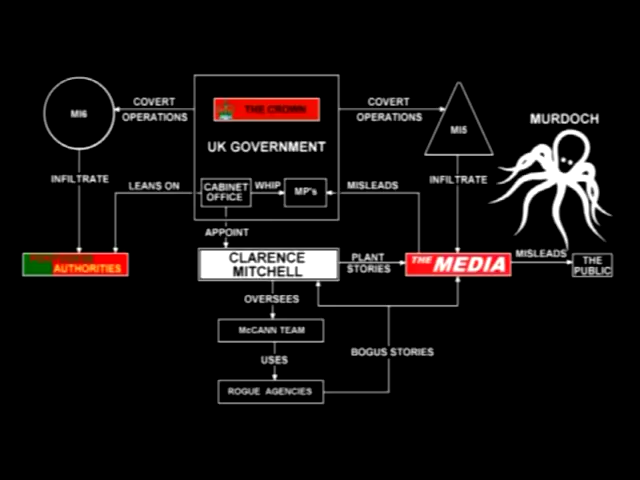 MURDOCH
COVERT
OPERATIONS
THE CROWN
COVERT
OPERATIONS
MI6
MI5
UK GOVERNMENT
INFILTRATE
LEANS ON
CABINET
OFFICE
WHIP
MP's
MISLEADS
INFILTRATE
APPOINT
AUTHORITIES
CLARENCE
MITCHELL
PLANT
STORIES
THE MEDIA
MISLEADS
THE
PUBLIC
OVERSEES
McCANN TEAM
USES
BOGUS STORIES
ROGUE AGENCIES